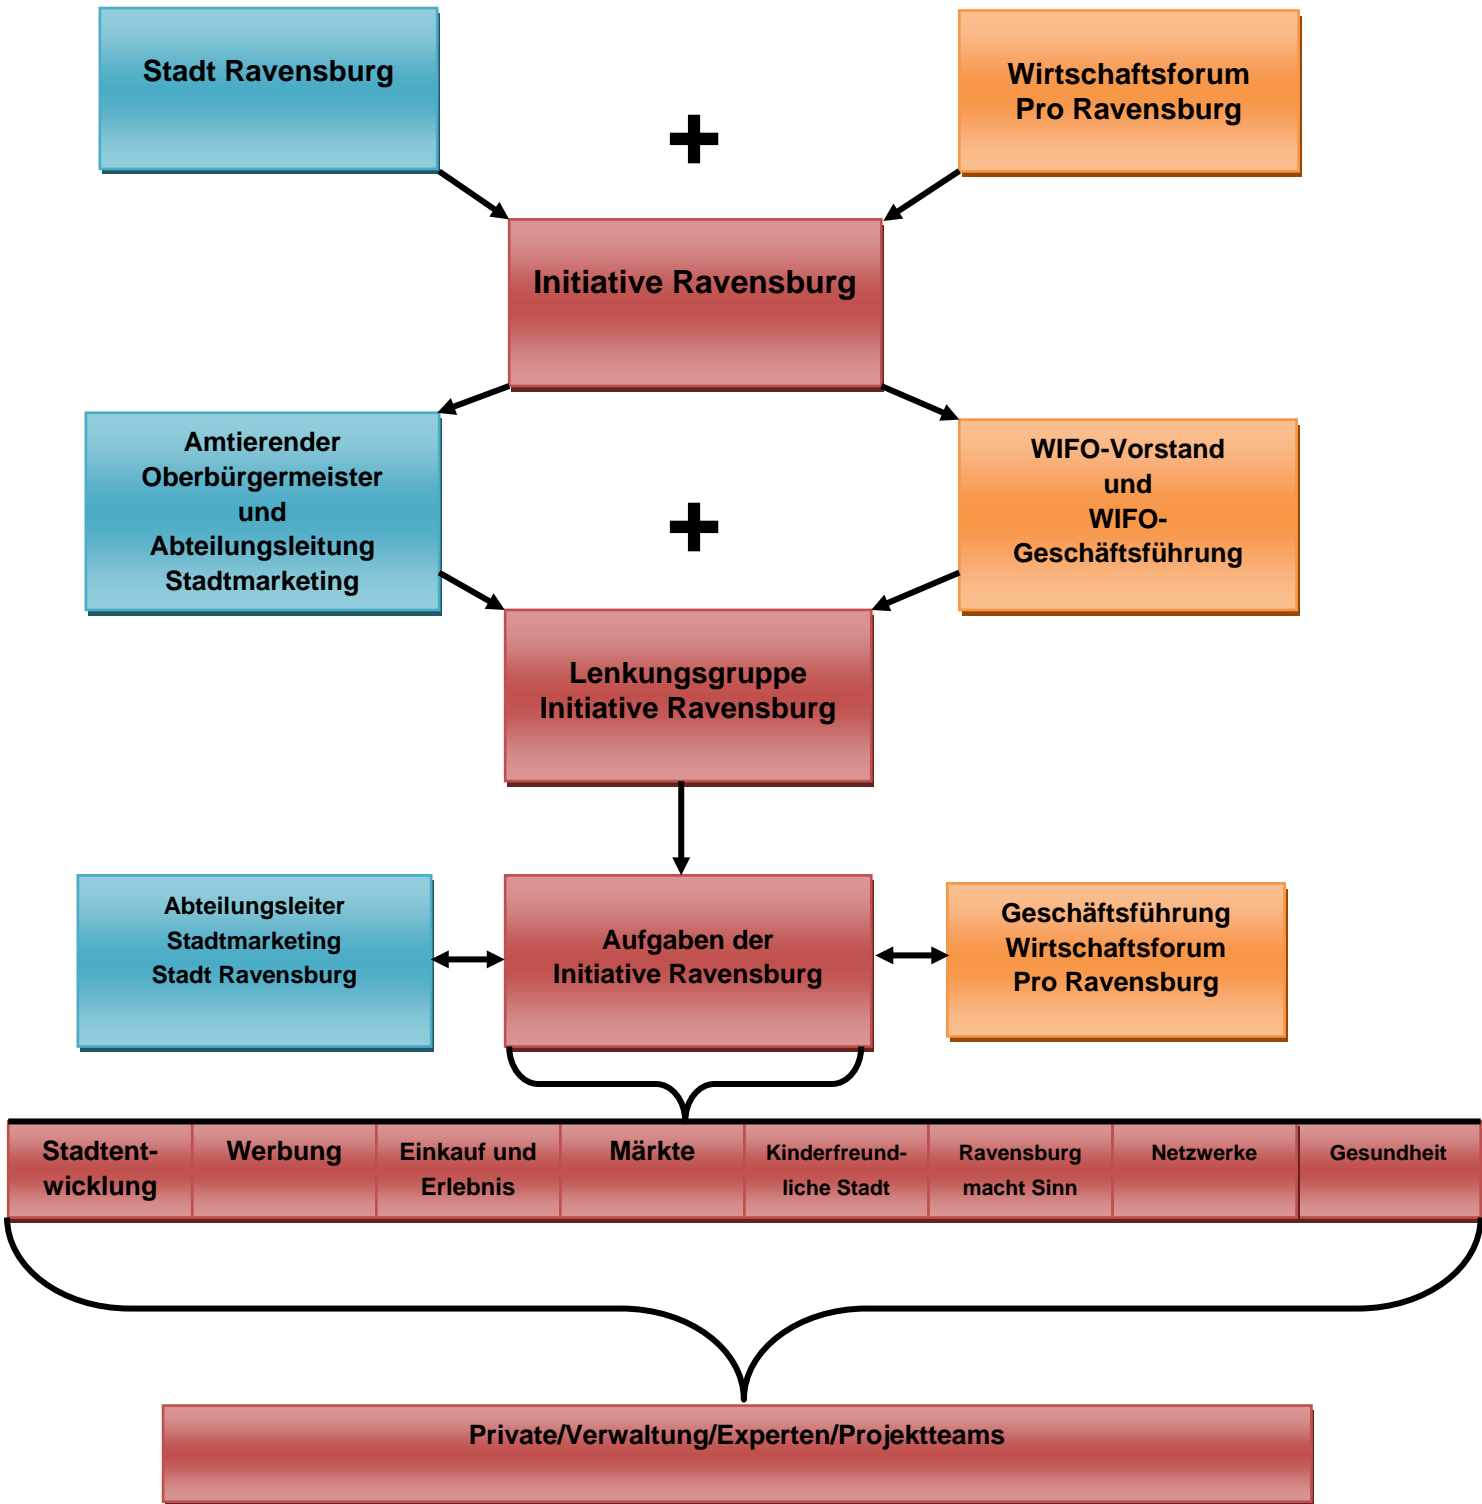 Stadt Ravensburg
Wirtschaftsforum
Pro Ravensburg
+
Initiative Ravensburg
Amtierender
Oberbürgermeister
und
Abteilungsleitung
Stadtmarketing
+
WIFO-Vorstand
und
WIFO-
Geschäftsführung
Lenkungsgruppe
Initiative Ravensburg
Abteilungsleiter
Stadtmarketing
Stadt Ravensburg
Aufgaben der
Initiative Ravensburg
Geschäftsführung
Wirtschaftsforum
Pro Ravensburg
Stadtent-
wicklung
Werbung
Einkauf und
Erlebnis
Märkte
Kinderfreund-
liche Stadt
Ravensburg
macht Sinn
Netzwerke
Gesundheit
Private/Verwaltung/Experten/Projektteams